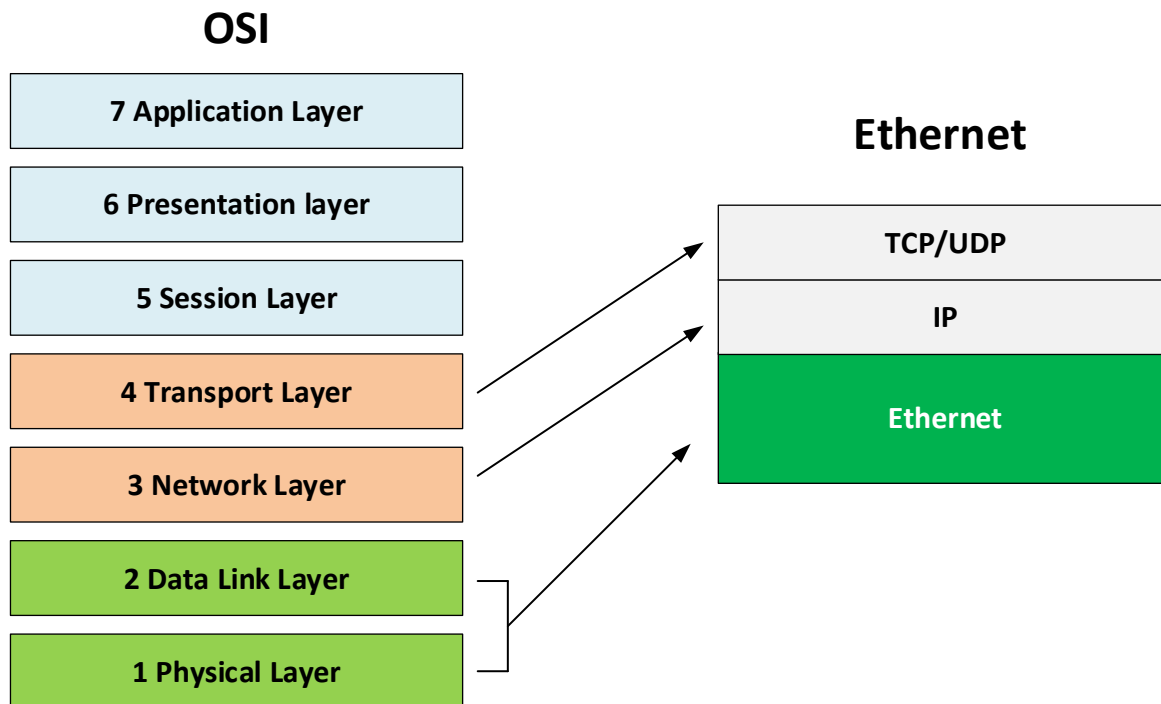 OSI
7 Application Layer
6 Presentation layer
5 Session Layer
4 Transport Layer
3 Network Layer
2 Data Link Layer
1 Physical Layer
Ethernet
TCP/UDP
IP
Ethernet